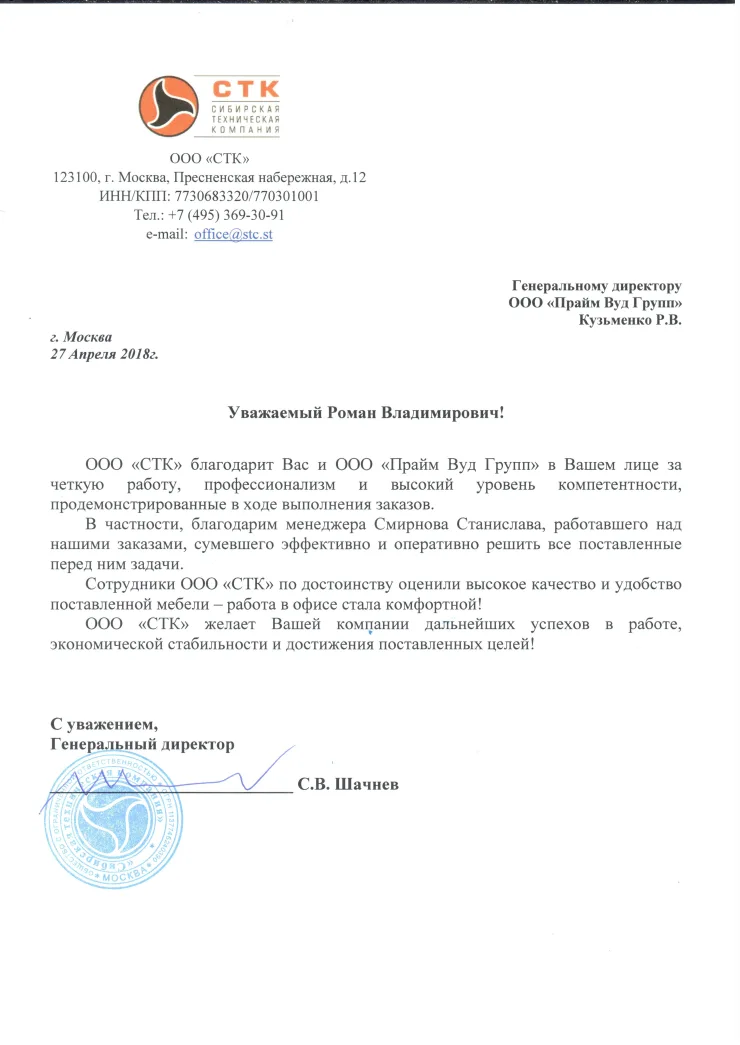 СТК
СИБИРСКАЯ
ТЕХНИЧЕСКАЯ
КОМПАНИЯ
ООО «СТК»
123100, г. Москва, Пресненская набережная, д.12
ИНН/КПП: 7730683320/770301001
Тел.: +7 (495) 369-30-91
e-mail: office@stc.st
Генеральному директору
ООО «Прайм Вуд Групп»
Кузьменко Р.В.
г. Москва
27 Апреля 2018г.
Уважаемый Роман Владимирович!
ООО «СТК» благодарит Вас и ООО «Прайм Вуд Групп» в Вашем лице за
четкую работу, профессионализм и высокий уровень компетентности,
продемонстрированные в ходе выполнения заказов.
В частности, благодарим менеджера Смирнова Станислава, работавшего над
нашими заказами, сумевшего эффективно и оперативно решить все поставленные
перед ним задачи.
Сотрудники ООО «СТК» по достоинству оценили высокое качество и удобство
поставленной мебели – работа в офисе стала комфортной!
ООО «СТК» желает Вашей компании дальнейших успехов в работе,
экономической стабильности и достижения поставленных целей!
С уважением,
Генеральный директор
С.В. Шачнев
ОБЩЕСТВО С ОГРАНИЧЕННОЙ ОТВЕТСТВЕННОСТЬЮ
«Сибирская техническая компания»
МОСКВА